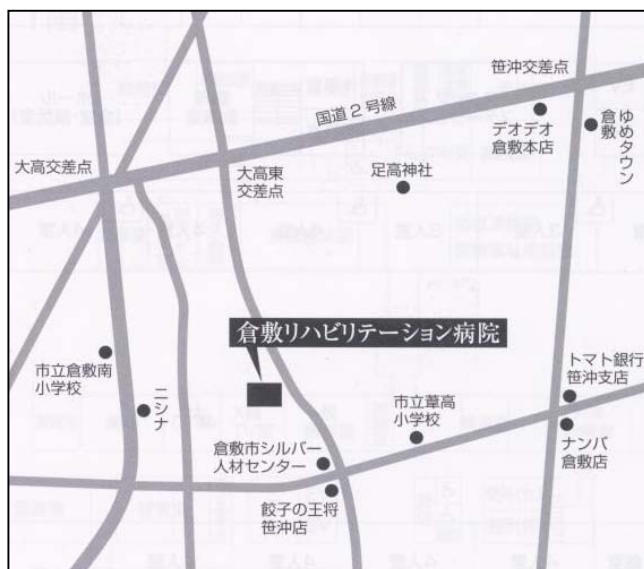 笹沖交差点
国道2号線
デオデオ
倉敷本店
ゆめタウン
倉敷
大高交差点
大高東
交差点
足高神社
倉敷リハビリテーション病院
市立倉敷南
小学校
ニシナ
トマト銀行
笹沖支店
市立葦高
小学校
ナンバ
倉敷店
倉敷市シルバー
人材センター
餃子の王将
笹沖店